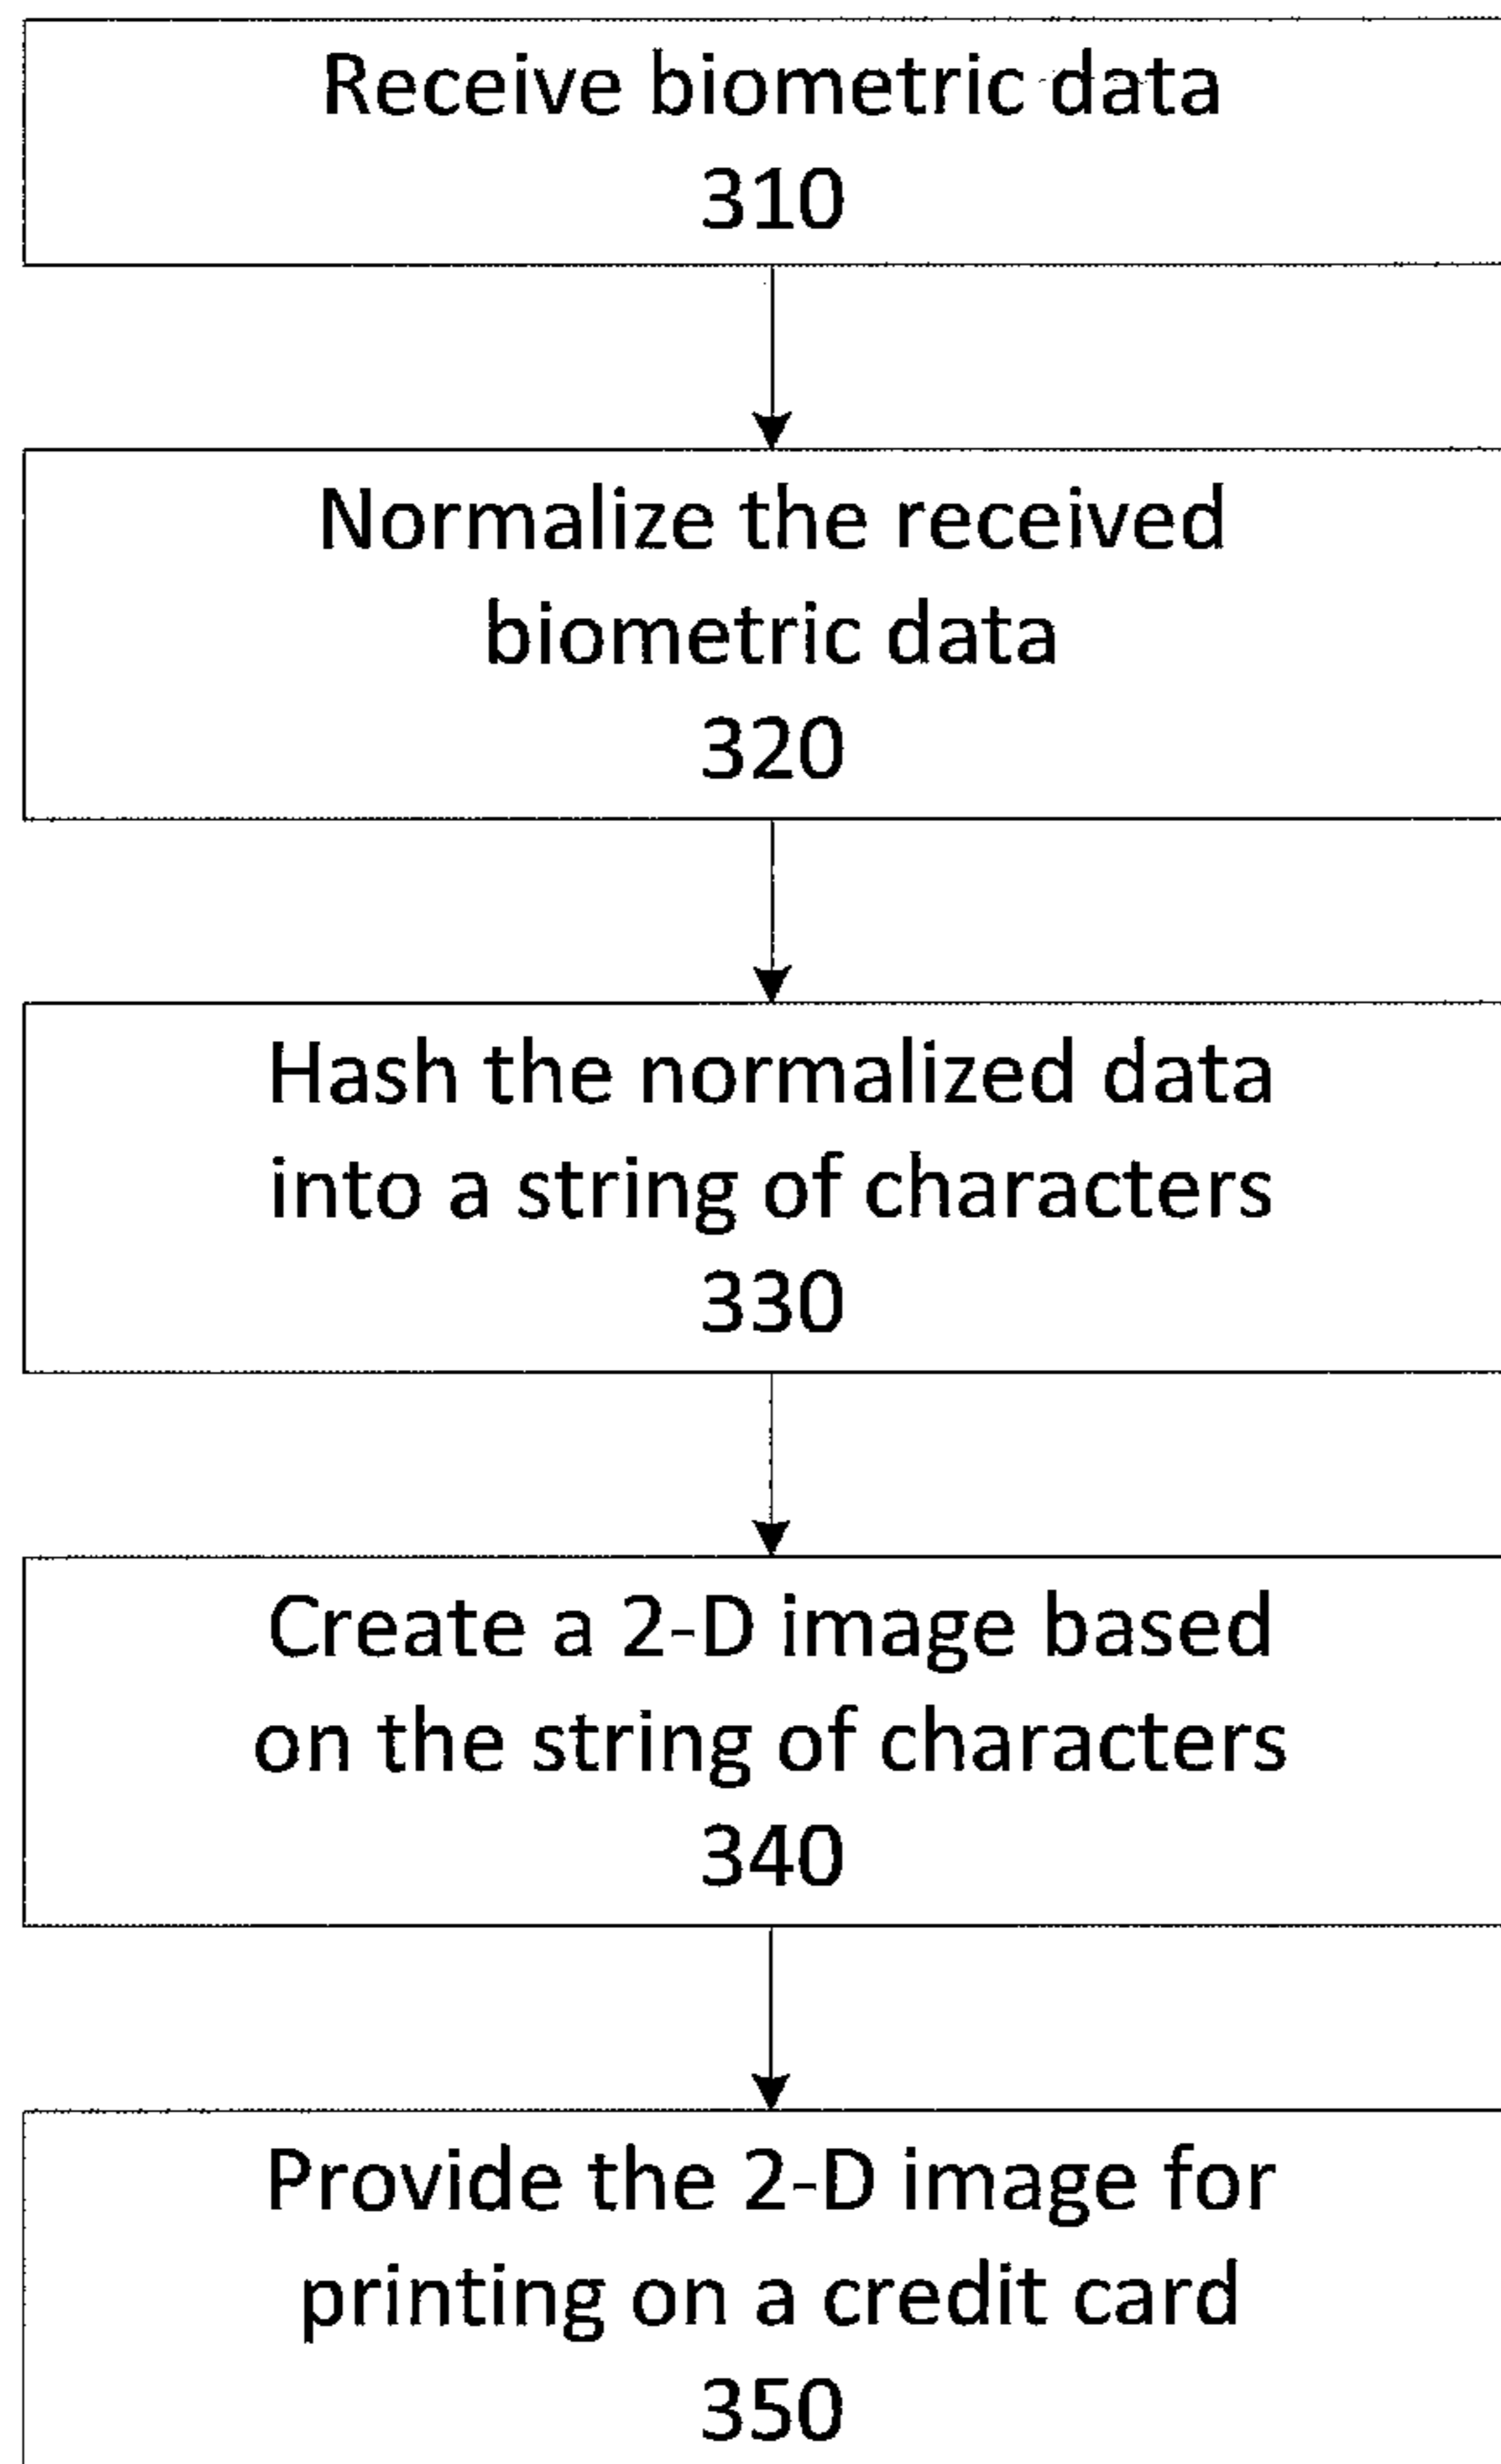 Receive biometric data
310
Normalize the received
biometric data
320
Hash the normalized data
into a string of characters
330
Create a 2-D image based
on the string of characters
340
Provide the 2-D image for
printing on a credit card
350